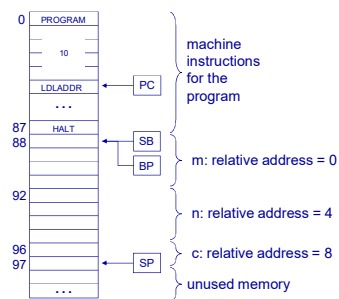 0
PROGRAM
10
LDLADDR
• • •
87
HALT
88
92
96
97
• • •
PC
SB
BP
SP
machine
instructions
for the
program
m: relative address = 0
n: relative address = 4
c: relative address = 8
unused memory